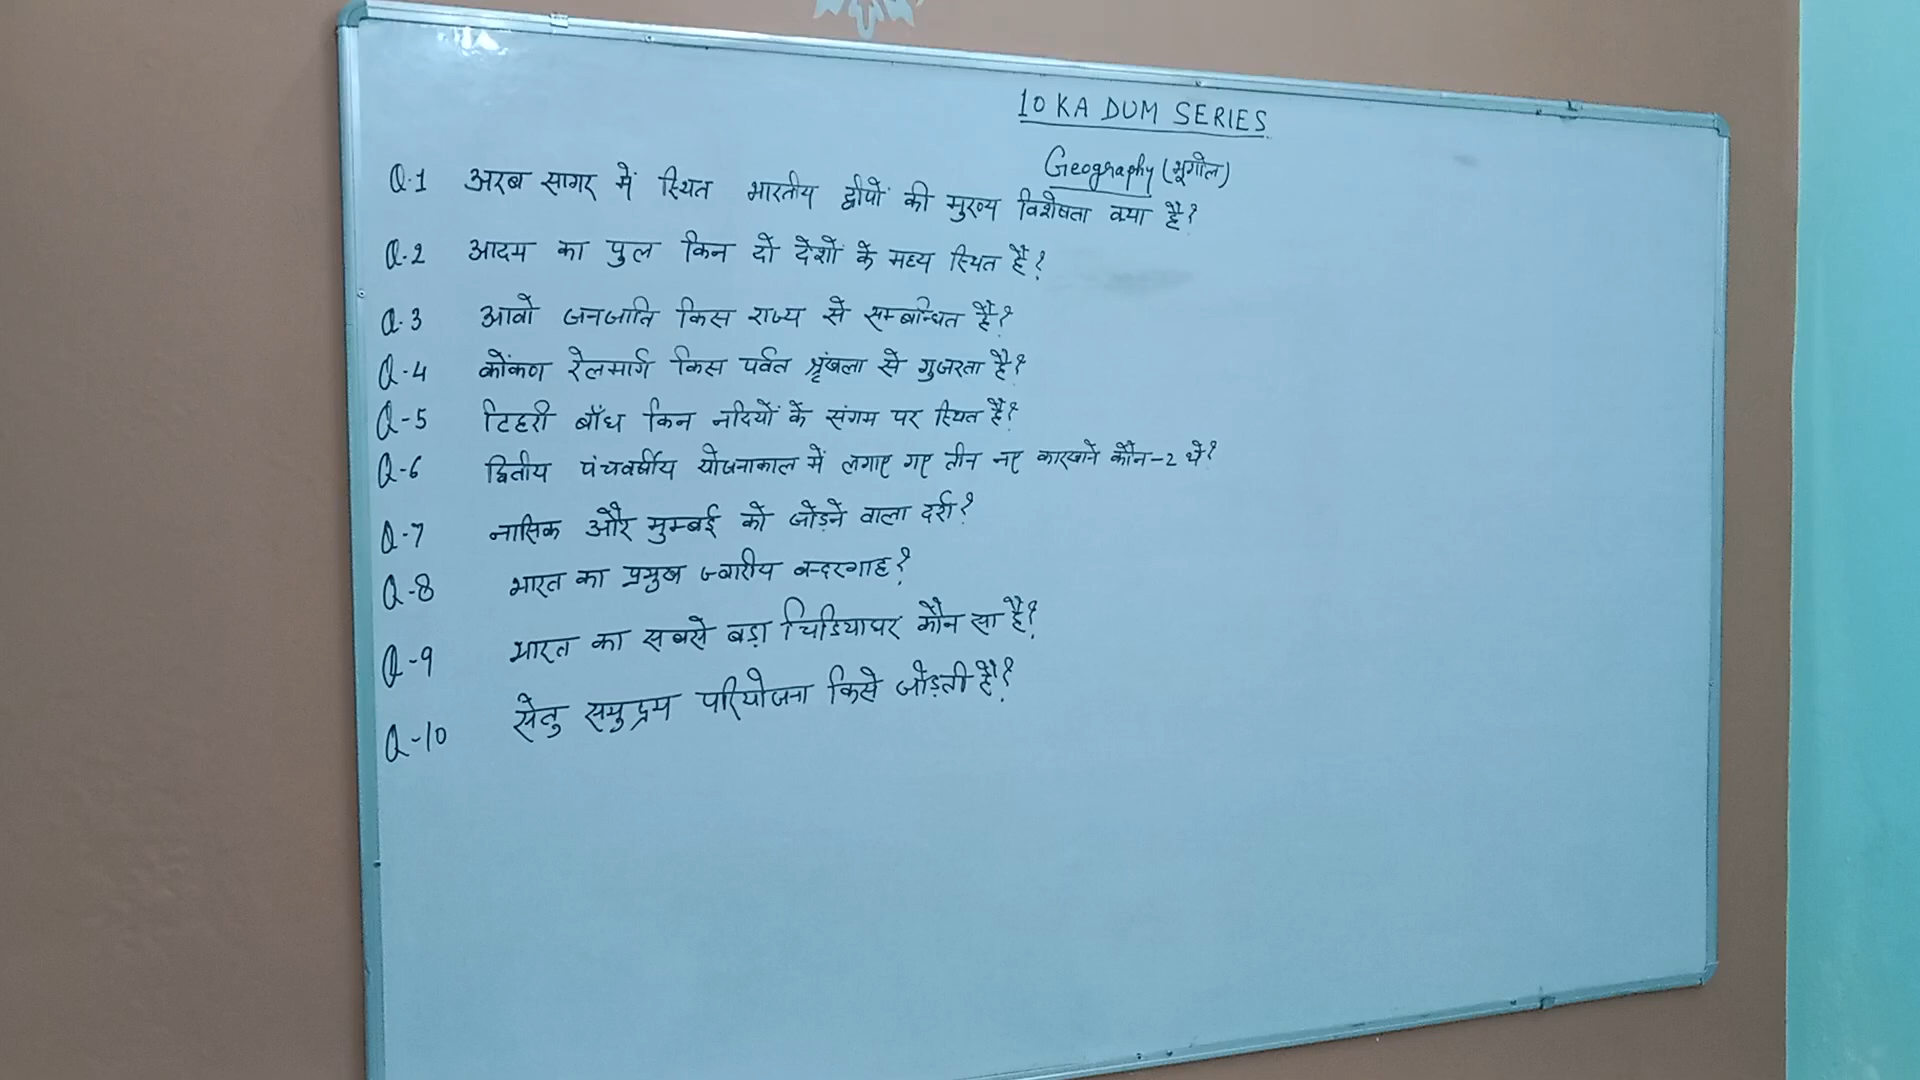 10 KA DUM SERIES
Geography (भूगोल)
Q.1 अरब सागर में स्थित भारतीय द्वीपों की मुख्य विशेषता क्या है?
Q.2 आदम का पुल किन दो देशों के मध्य स्थित है?
Q.3 आवो जनजाति किस राज्य से सम्बन्धित है?
Q-4 कोंकण रेलमार्ग किस पर्वत श्रृंखला से गुजरता है?
Q-5 टिहरी बाँध किन नदियों के संगम पर स्थित है?
Q-6 द्वितीय पंचवर्षीय योजनाकाल में लगाए गए तीन नए कारखाने कौन-2 थे?
Q-7 नासिक और मुम्बई को जोड़ने वाला दर्रा?
Q-8 भारत का प्रमुख ज्वारीय बन्दरगाह?
Q-9 भारत का सबसे बड़ा चिडियाघर कौन सा है?
Q-10 सेतु समुद्रम परियोजना किसे जोड़ती है?